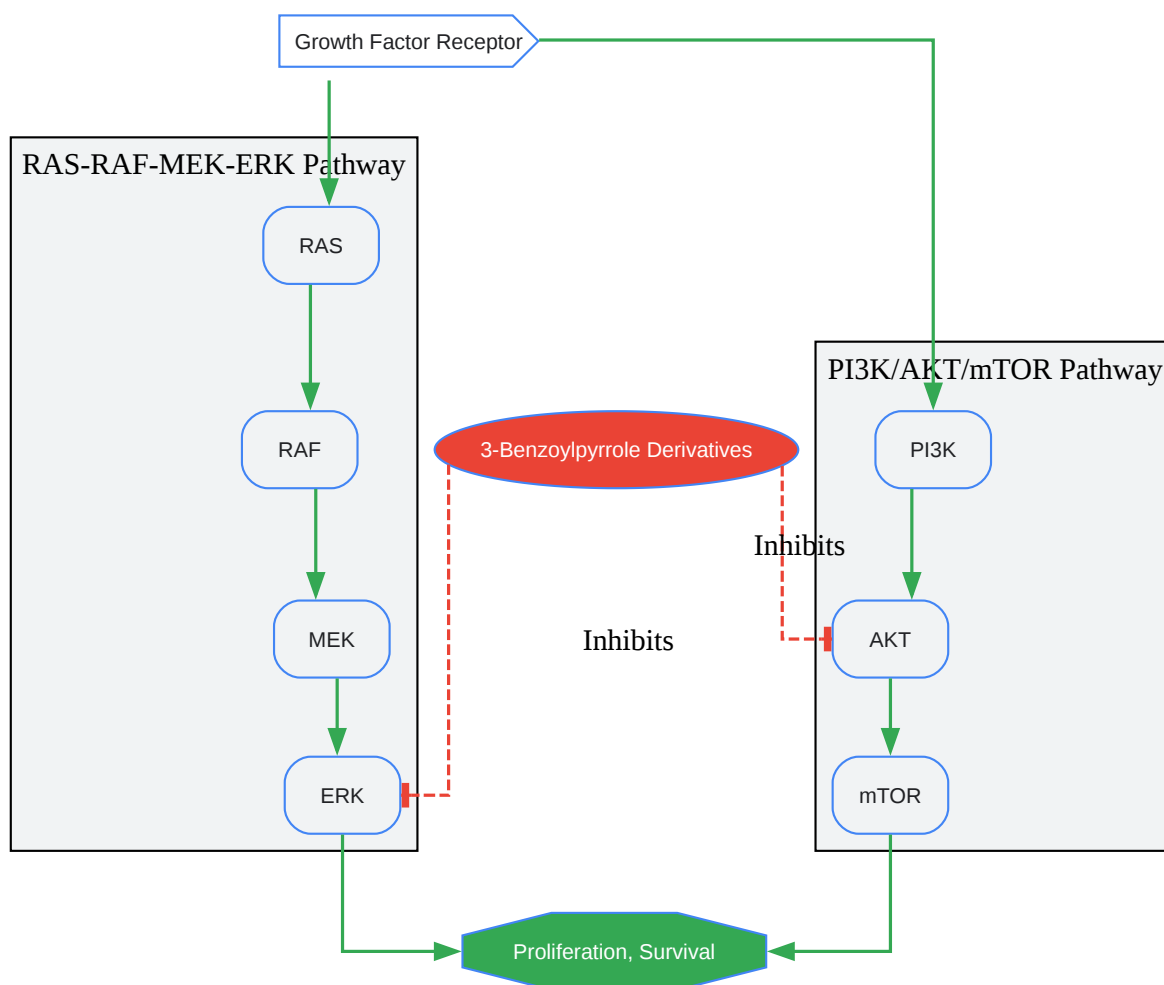 Growth Factor Receptor
RAS-RAF-MEK-ERK Pathway
RAS
PI3K/AKT/mTOR Pathway
RAF
3-Benzoylpyrrole Derivatives
PI3K
Inhibits
MEK
Inhibits
AKT
ERK
mTOR
Proliferation, Survival